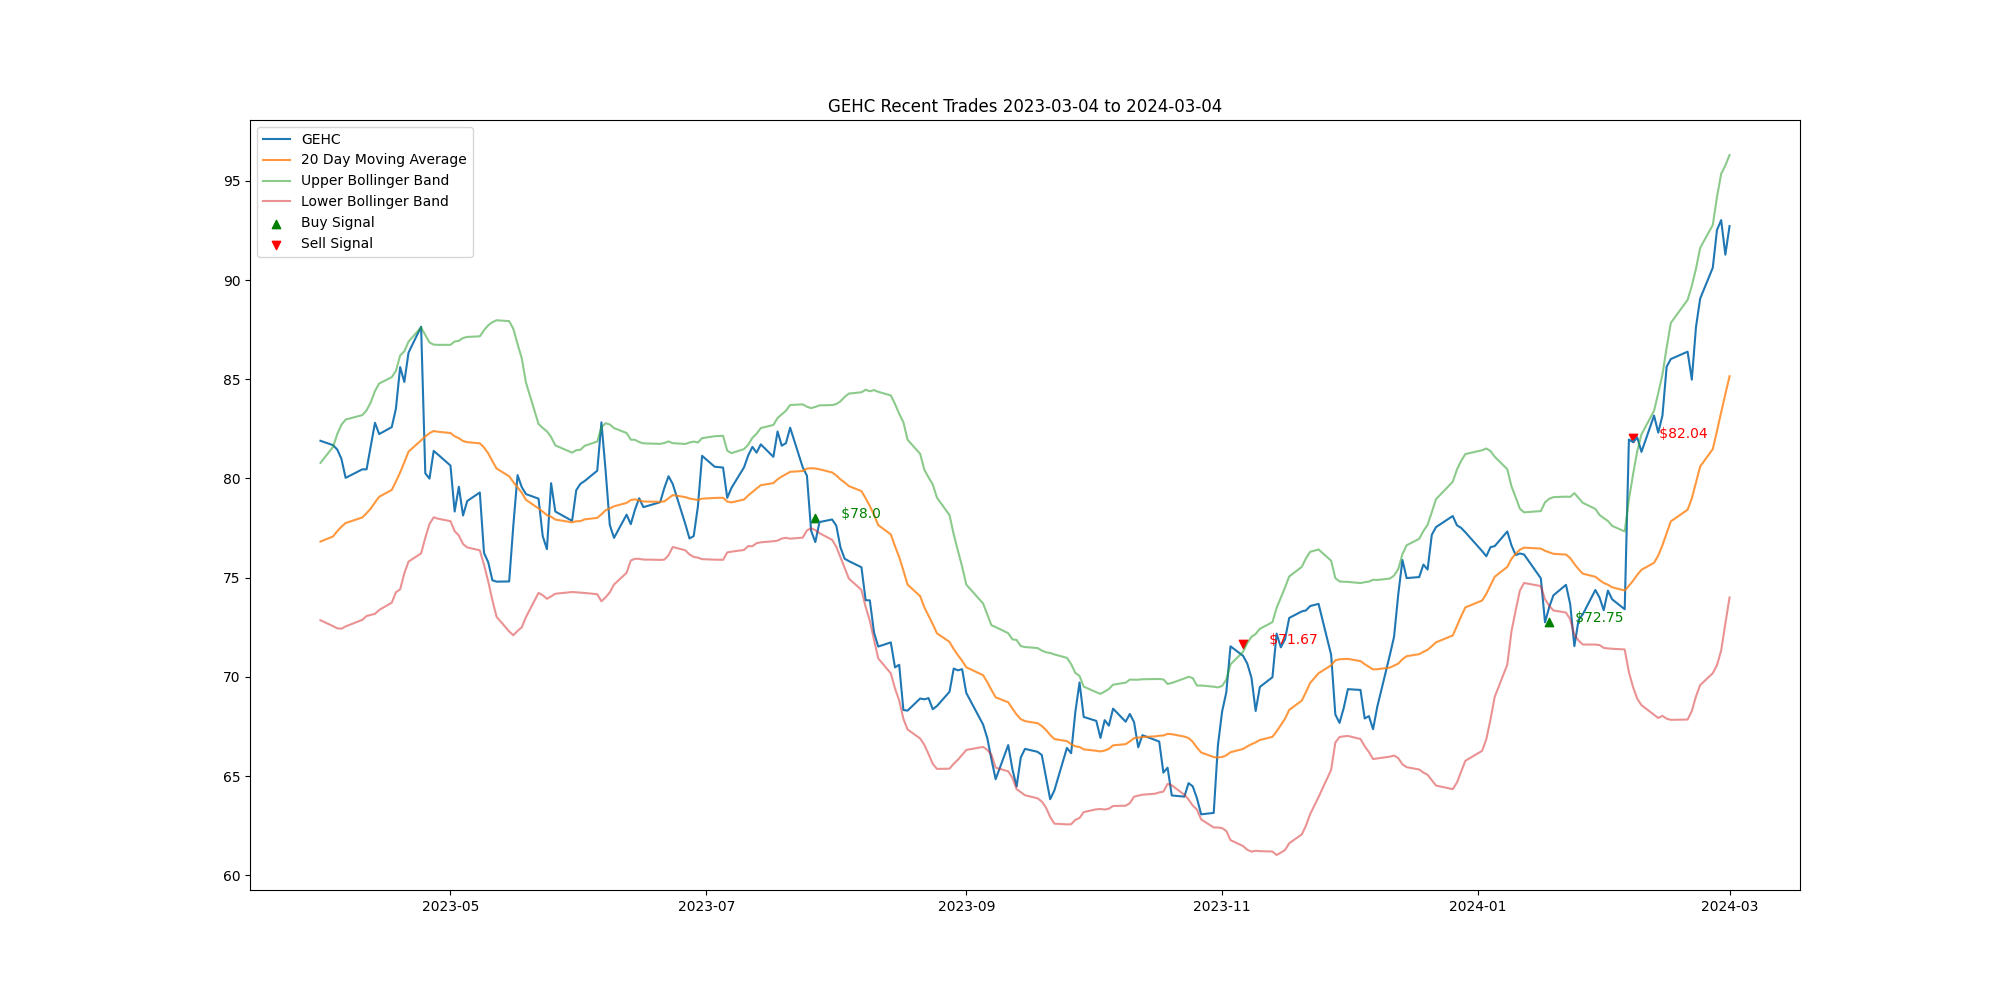 GEHC Recent Trades 2023-03-04 to 2024-03-04
GEHC
20 Day Moving Average
Upper Bollinger Band
Lower Bollinger Band
Buy Signal
Sell Signal
95
90
85
80
75
70
65
60
$78.0
$71.67
$72.75
$82.04
2023-05
2023-07
2023-09
2023-11
2024-01
2024-03